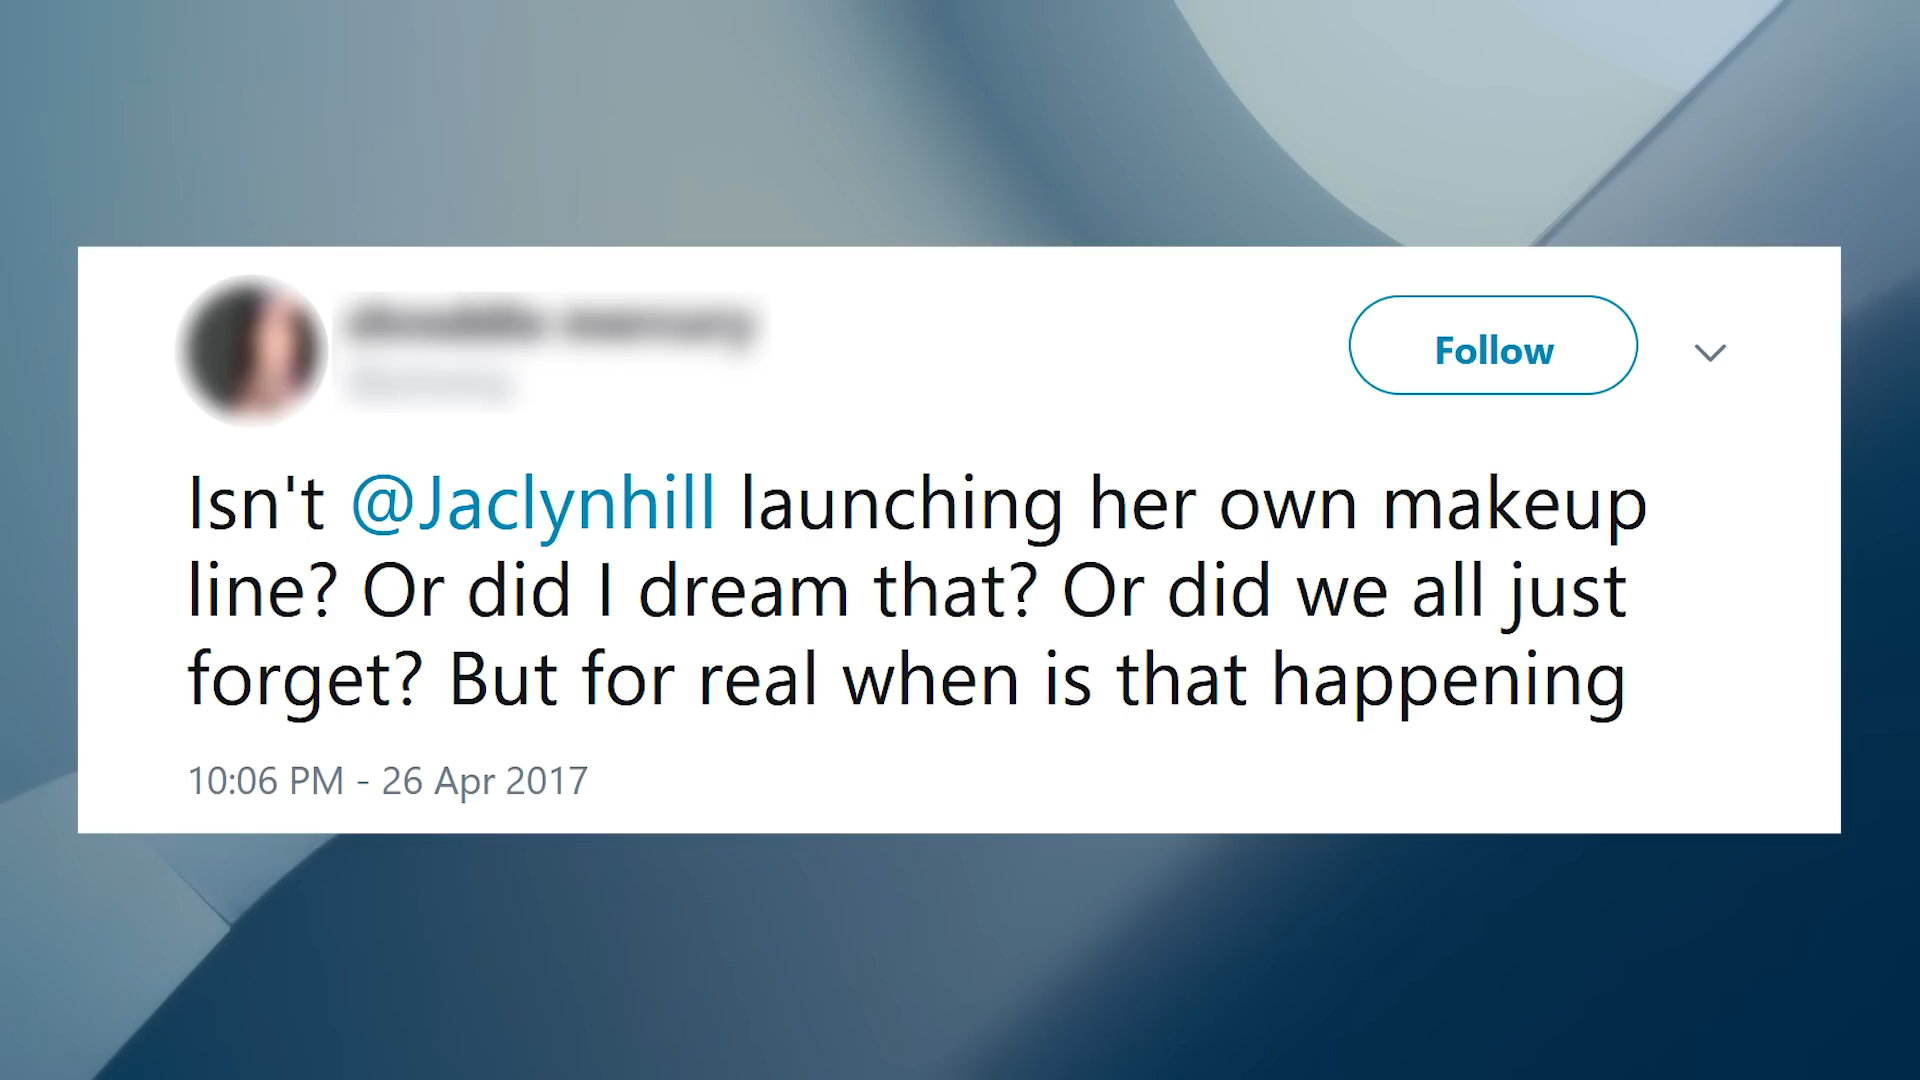 Follow
Isn't @Jaclynhill launching her own makeup
line? Or did I dream that? Or did we all just
forget? But for real when is that happening
10:06 PM - 26 Apr 2017